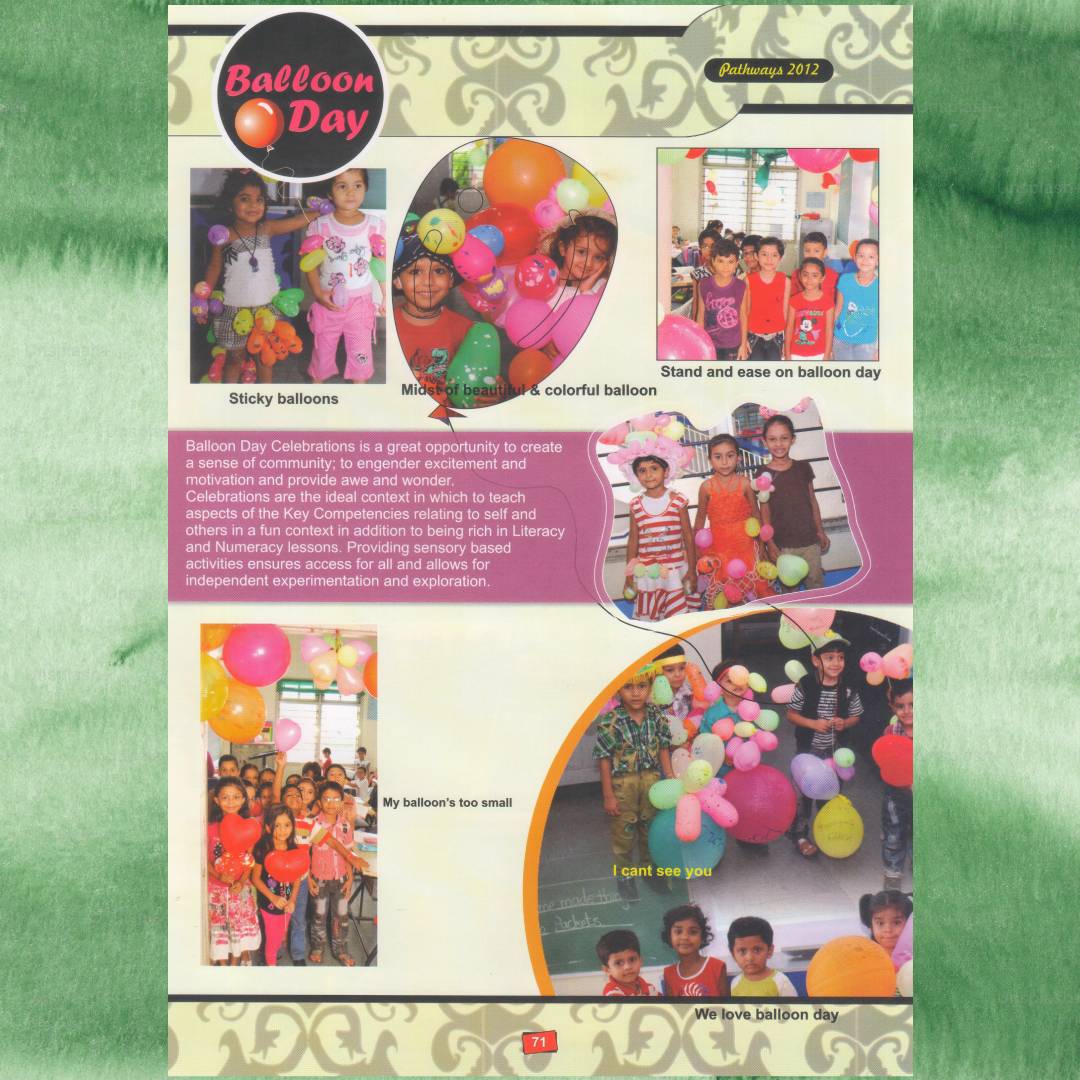 Balloon
Day
Pathways 2012
Sticky balloons
Midst of beautiful & colorful balloon
Stand and ease on balloon day
Balloon Day Celebrations is a great opportunity to create
a sense of community; to engender excitement and
motivation and provide awe and wonder.
Celebrations are the ideal context in which to teach
aspects of the Key Competencies relating to self and
others in a fun context in addition to being rich in Literacy
and Numeracy lessons. Providing sensory based
activities ensures access for all and allows for
independent experimentation and exploration.
My balloon's too small
I cant see you
me made thing
Packets
We love balloon day
71